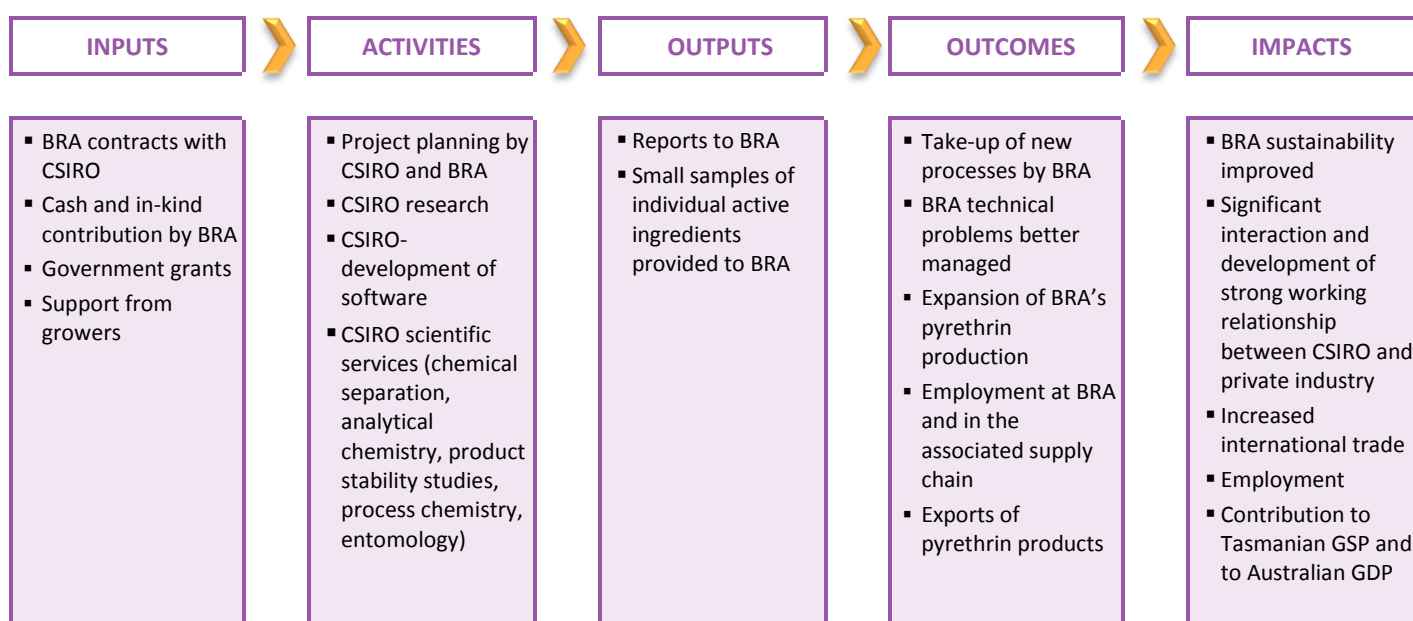 INPUTS
ACTIVITIES
OUTPUTS
OUTCOMES
IMPACTS
▪ BRA contracts with
CSIRO
▪ Cash and in-kind
contribution by BRA
▪ Government grants
▪ Support from
growers
▪ Project planning by
CSIRO and BRA
▪ CSIRO research
▪ CSIRO-
development of
software
▪ CSIRO scientific
services (chemical
separation,
analytical
chemistry, product
stability studies,
process chemistry,
entomology)
▪ Reports to BRA
▪ Small samples of
individual active
ingredients
provided to BRA
▪ Take-up of new
processes by BRA
▪ BRA technical
problems better
managed
▪ Expansion of BRA’s
pyrethrin
production
▪ Employment at BRA
and in the
associated supply
chain
▪ Exports of
pyrethrin products
▪ BRA sustainability
improved
▪ Significant
interaction and
development of
strong working
relationship
between CSIRO and
private industry
▪ Increased
international trade
▪ Employment
▪ Contribution to
Tasmanian GSP and
to Australian GDP